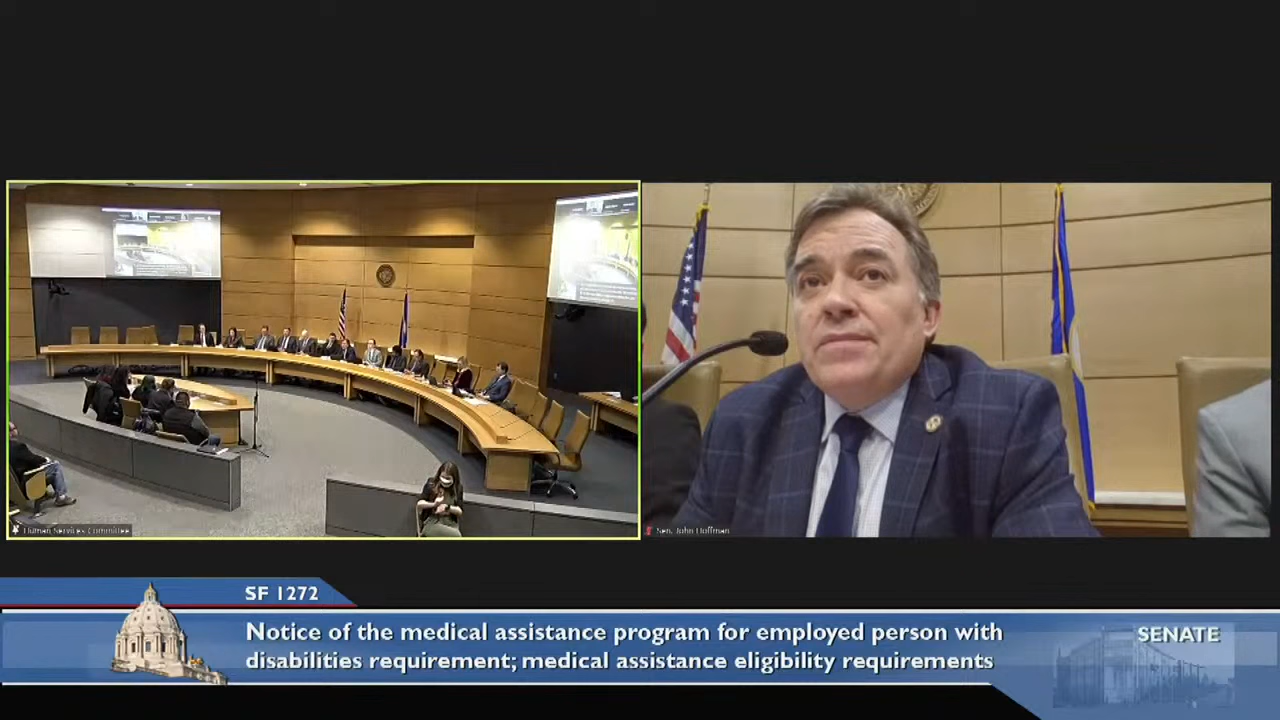 Human Services Committee
Sen. John Hoffman
SF 1272
Notice of the medical assistance program for employed person with
disabilities requirement; medical assistance eligibility requirements
SENATE